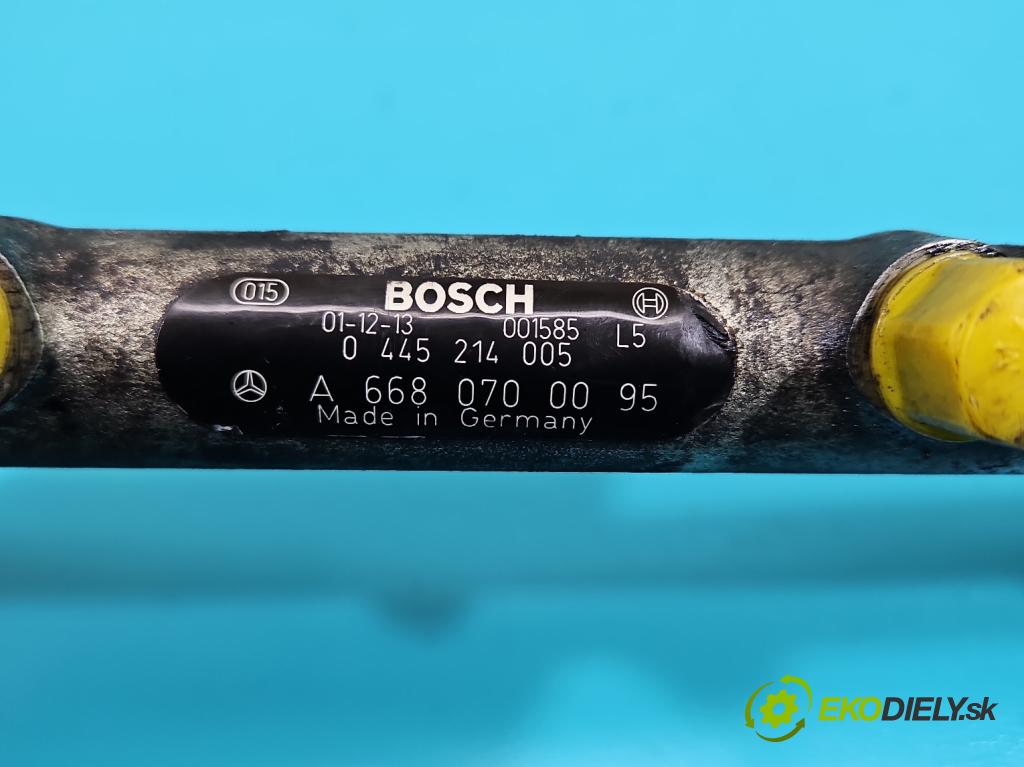 015 BOSCH
01-12-13 001585 L5
0 445 214 005
A 668 070 00 95
Made in Germany
EKODIELY.sk